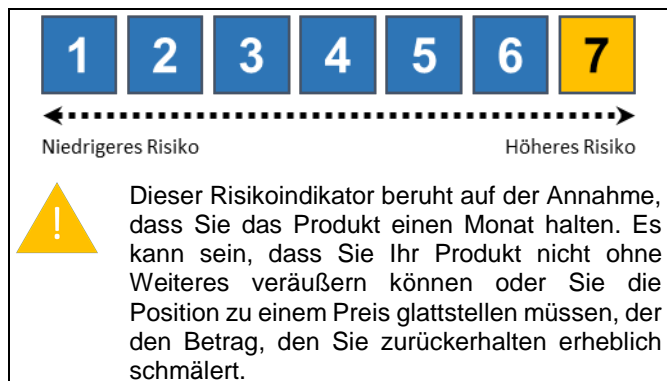 1 2 3 4 5 6 7
Niedrigeres Risiko Höheres Risiko
!
Dieser Risikoindikator beruht auf der Annahme,
dass Sie das Produkt einen Monat halten. Es
kann sein, dass Sie Ihr Produkt nicht ohne
Weiteres veräußern können oder Sie die
Position zu einem Preis glattstellen müssen, der
den Betrag, den Sie zurückerhalten erheblich
schmälert.